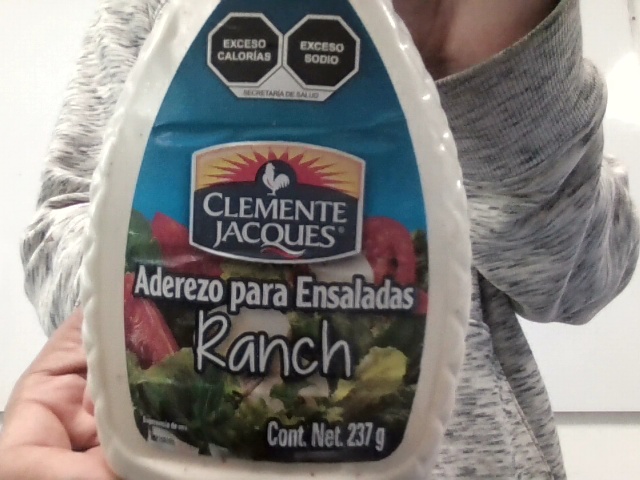 EXCESO
CALORÍAS
EXCESO
SODIO
SECRETARÍA DE SALUD
CLEMENTE
JACQUES®
Aderezo para Ensaladas
Ranch
Cont. Net. 237 g